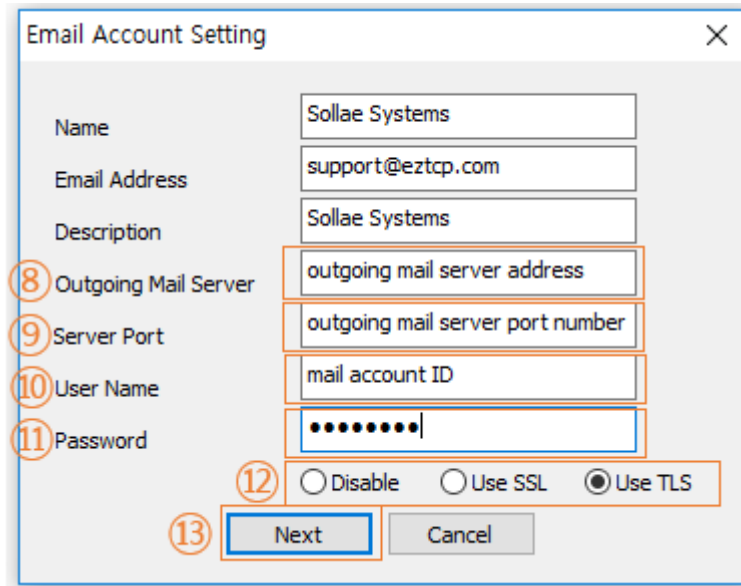 Email Account Setting
Name Sollae Systems
Email Address support@eztcp.com
Description Sollae Systems
⑧ Outgoing Mail Server outgoing mail server address
⑨ Server Port outgoing mail server port number
⑩ User Name mail account ID
⑪ Password ●●●●●●●●
⑫ Disable Use SSL Use TLS
⑬ Next Cancel